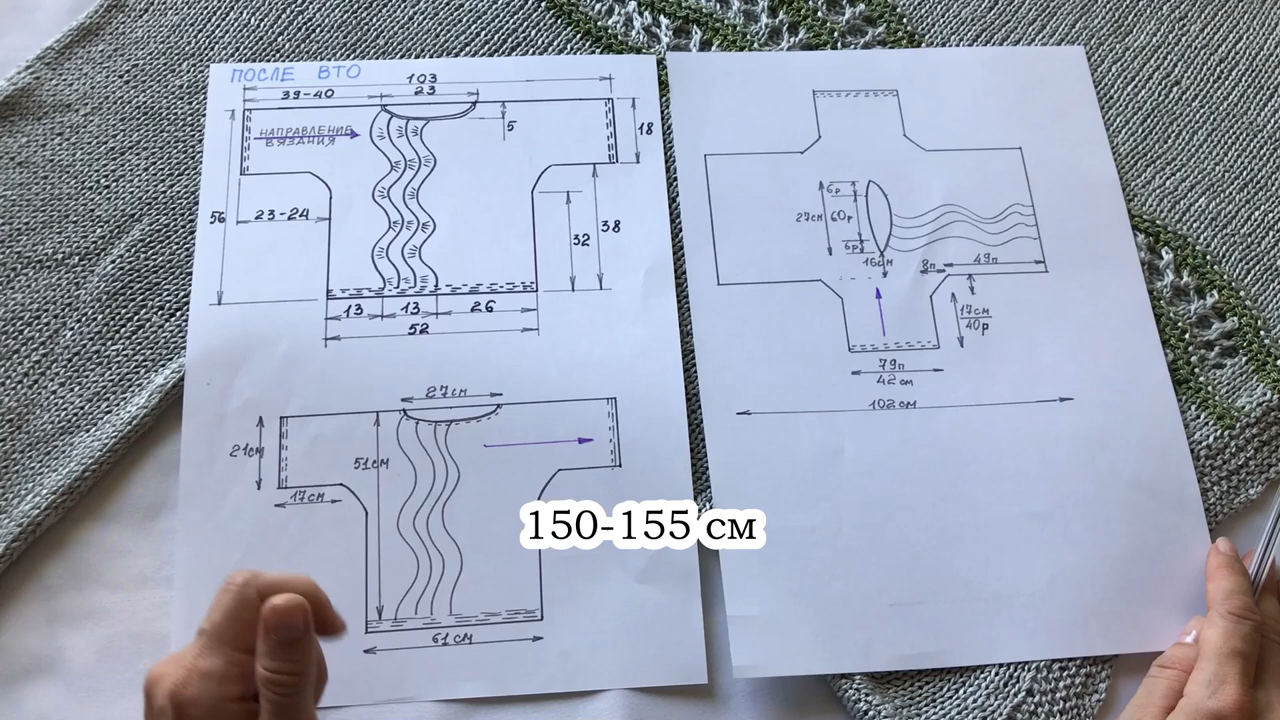 ПОСЛЕ ВТО
103
39-40
23
НАПРАВЛЕНИЕ
ВЯЗАНИЯ
5
18
56
23-24
32
38
13
13
26
52
27см
21см
51см
17см
61см
6р
27см
60р
6р
16см
8п
49п
17см
40р
79п
42см
102см
150-155 см